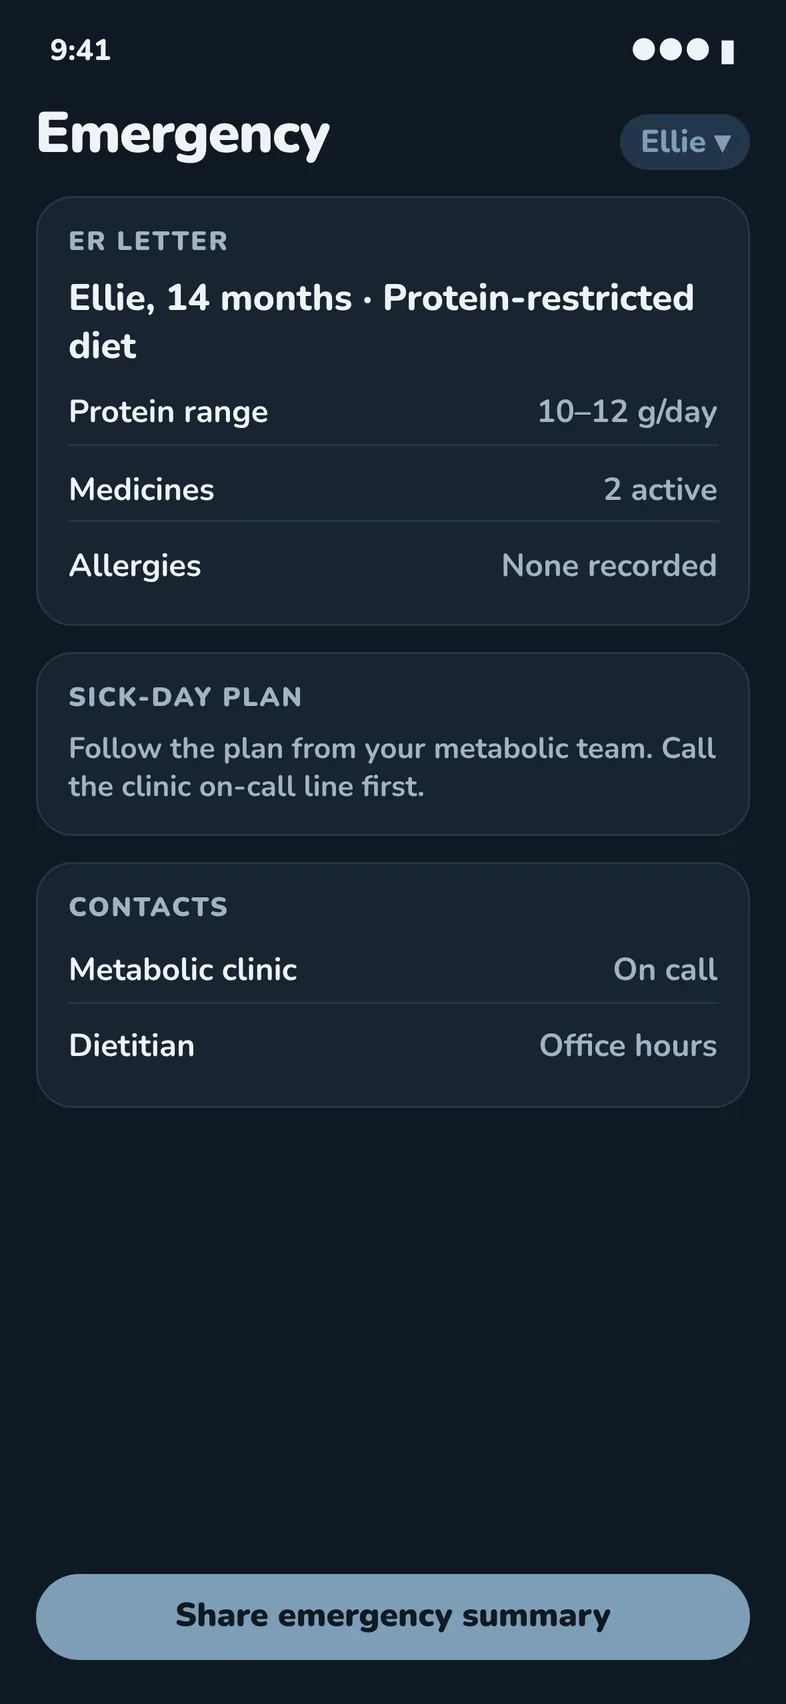 9:41
Emergency
Ellie ▼
ER LETTER
Ellie, 14 months · Protein-restricted
diet
Protein range 10–12 g/day
Medicines 2 active
Allergies None recorded
SICK-DAY PLAN
Follow the plan from your metabolic team. Call
the clinic on-call line first.
CONTACTS
Metabolic clinic On call
Dietitian Office hours
Share emergency summary